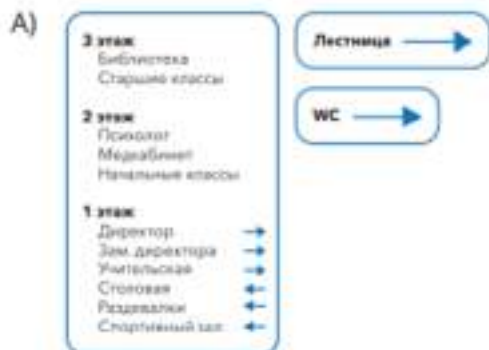 А)
3 этаж
Библиотека
Старшие классы
2 этаж
Психолог
Медкабинет
Начальные классы
1 этаж
Директор →
Зам. директора →
Учительская →
Столовая ←
Раздевалки ←
Спортивный зал ←
Лестница →
WC →